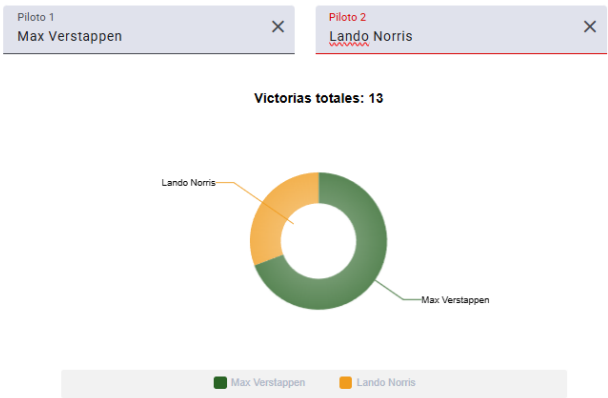 Piloto 1
Max Verstappen
Piloto 2
Lando Norris
Victorias totales: 13
Lando Norris
Max Verstappen
Max Verstappen
Lando Norris